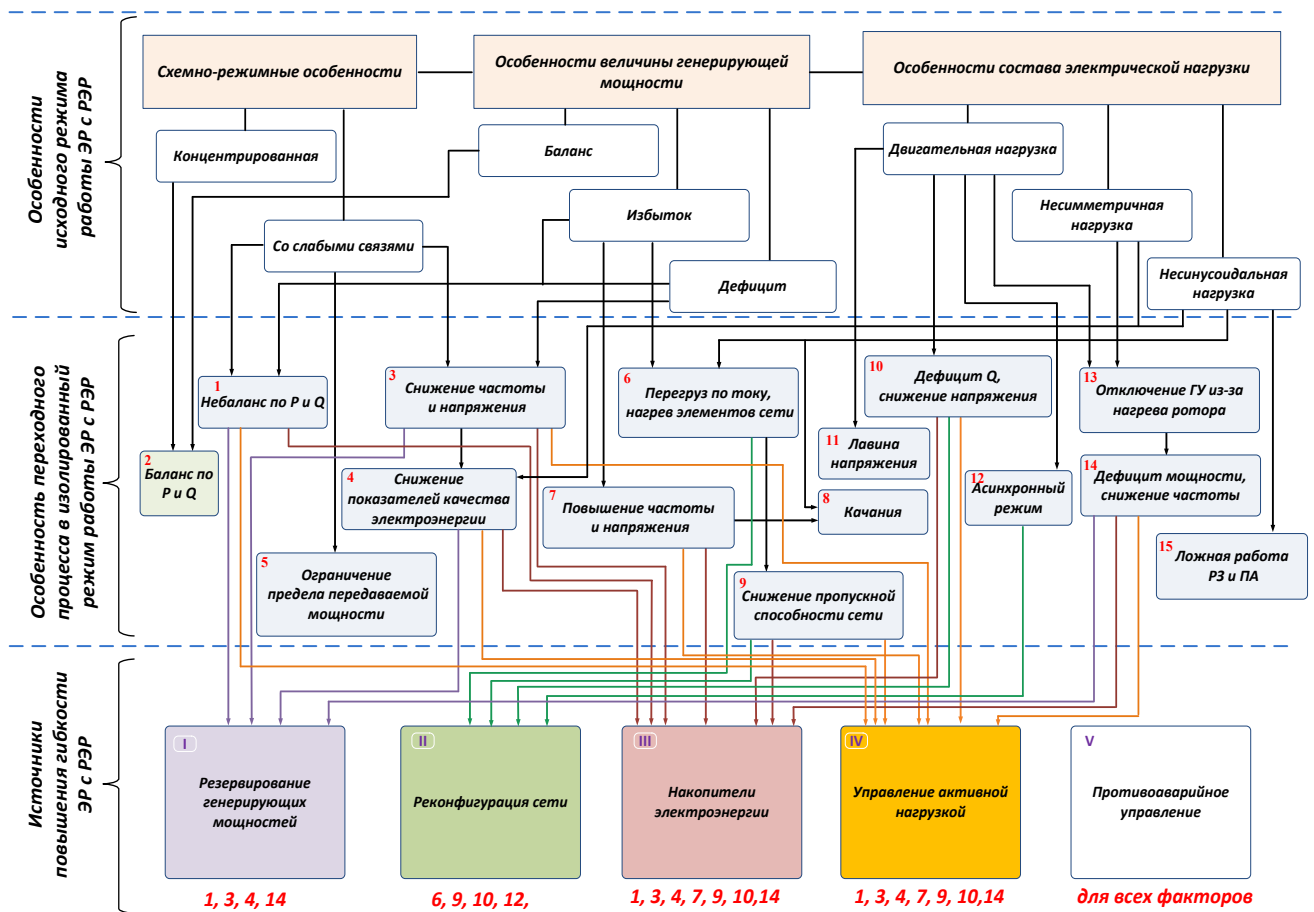 Особенности
исходного режима
работы ЭР с РЭР
Схемно-режимные особенности
Особенности величины генерирующей
мощности
Особенности состава электрической нагрузки
Концентрированная
Баланс
Двигательная нагрузка
Избыток
Несимметричная
нагрузка
Со слабыми связями
Дефицит
Несинусоидальная
нагрузка
Особенность переходного
процесса в изолированный
режим работы ЭР с РЭР
1
Небаланс по P и Q
2
Баланс по
P и Q
3
Снижение частоты
и напряжения
4
Снижение
показателей качества
электроэнергии
5
Ограничение
предела передаваемой
мощности
6
Перегруз по току,
нагрев элементов сети
7
Повышение частоты
и напряжения
8
Качания
9
Снижение пропускной
способности сети
10
Дефицит Q,
снижение напряжения
11
Лавина
напряжения
12
Асинхронный
режим
13
Отключение ГУ из-за
нагрева ротора
14
Дефицит мощности,
снижение частоты
15
Ложная работа
РЗ и ПА
Источники
повышения гибкости
ЭР с РЭР
I
Резервирование
генерирующих
мощностей
II
Реконфигурация сети
III
Накопители
электроэнергии
IV
Управление активной
нагрузкой
V
Противоаварийное
управление
1, 3, 4, 14
6, 9, 10, 12,
1, 3, 4, 7, 9, 10,14
1, 3, 4, 7, 9, 10,14
для всех факторов